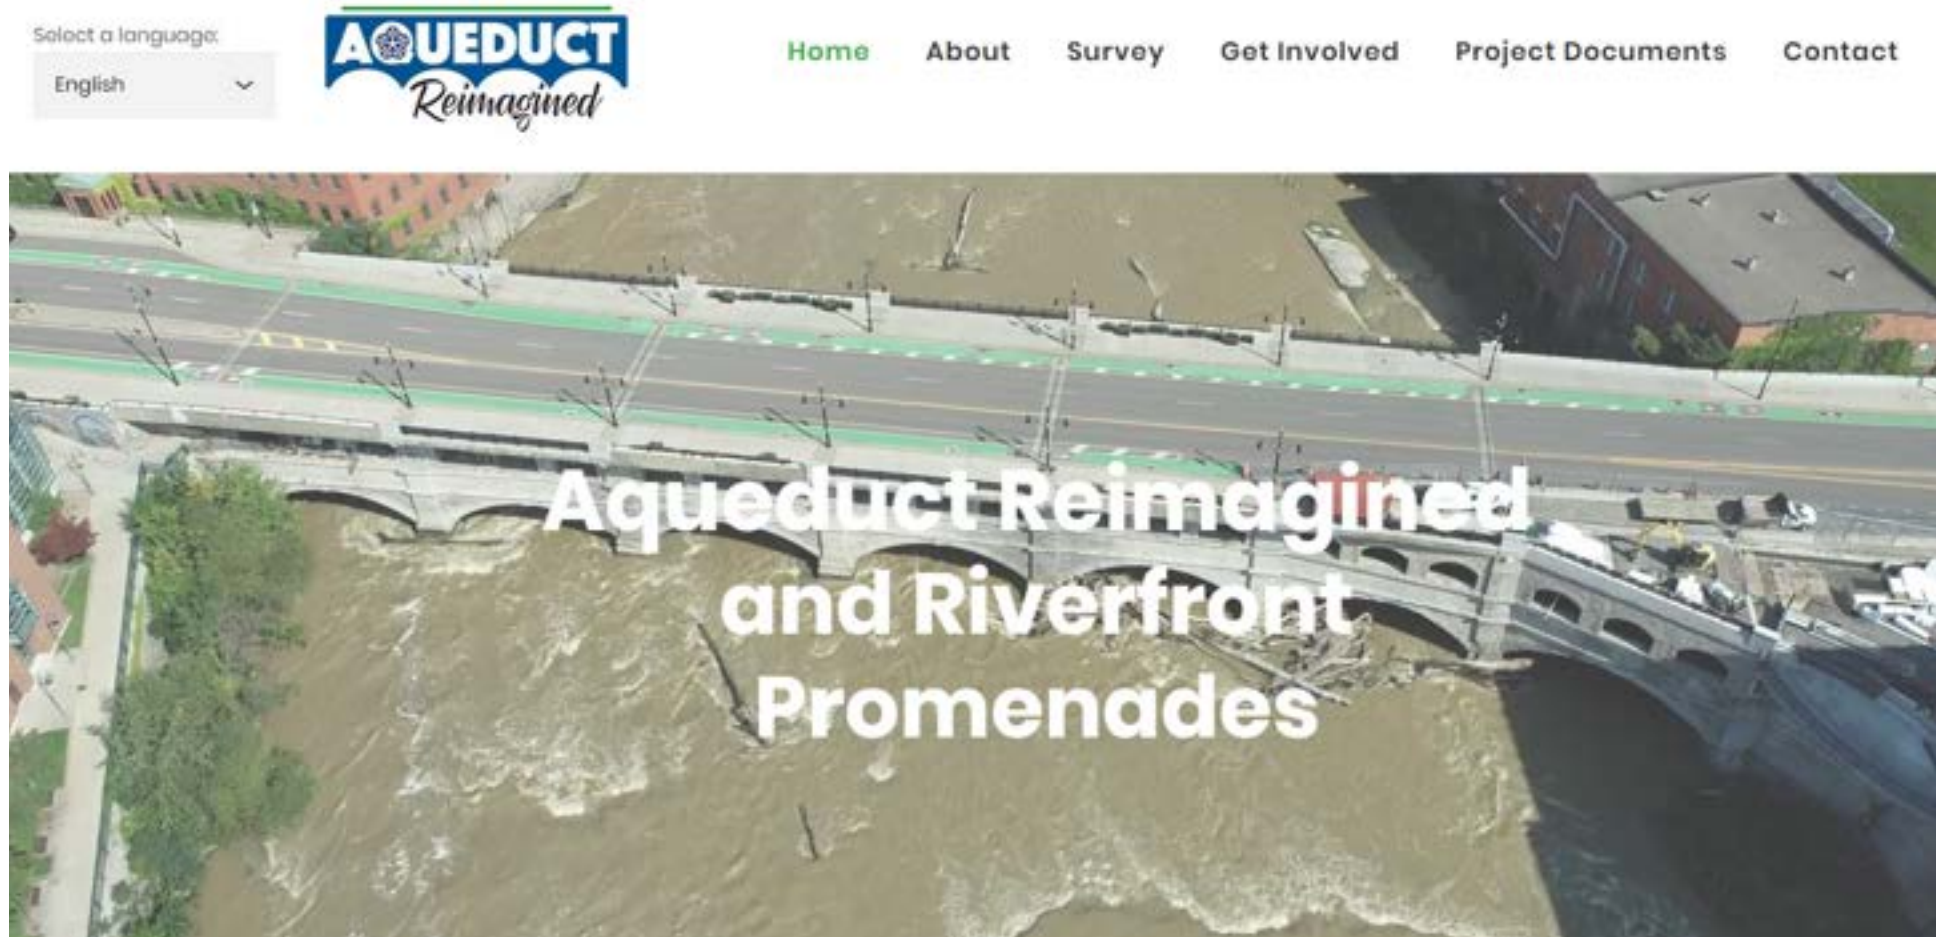 Select a language:
English
AQUEDUCT
Reimagined
Home About Survey Get Involved Project Documents Contact
Aqueduct Reimagined
and Riverfront
Promenades